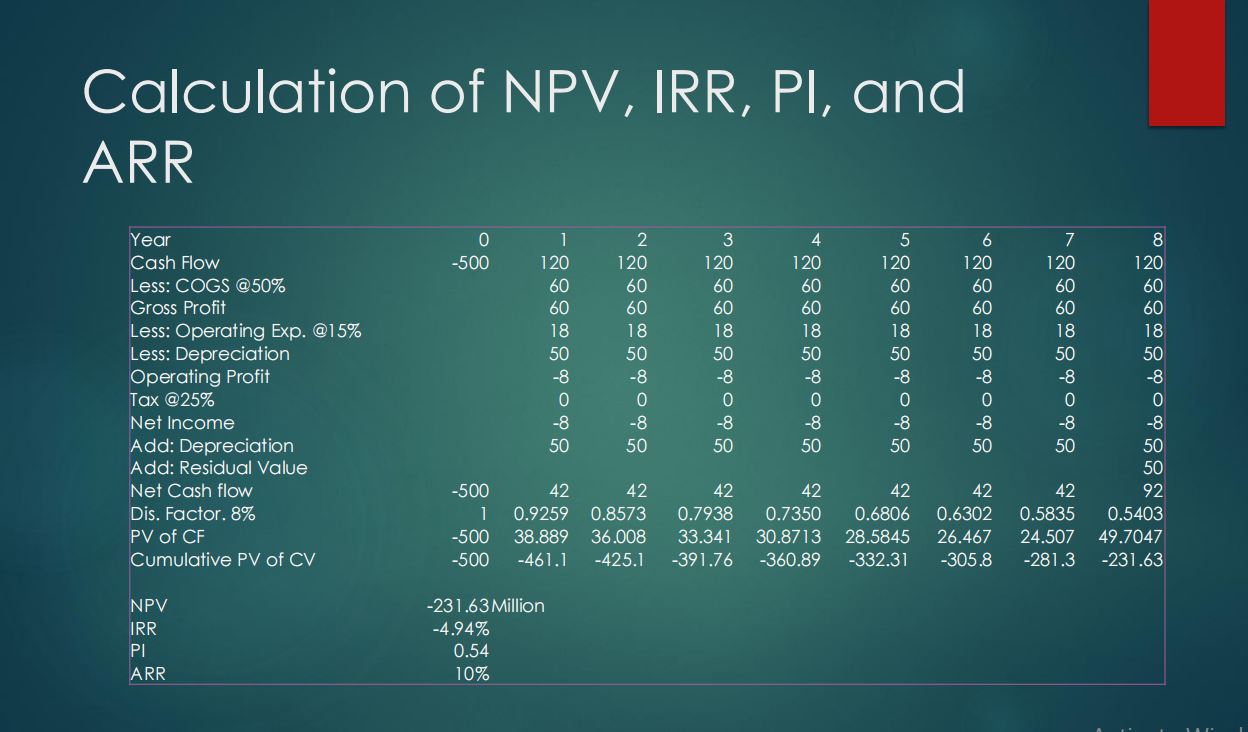 Calculation of NPV, IRR, PI, and
ARR
Year 0 1 2 3 4 5 6 7 8
Cash Flow -500 120 120 120 120 120 120 120 120
Less: COGS @50% 60 60 60 60 60 60 60 60
Gross Profit 60 60 60 60 60 60 60 60
Less: Operating Exp. @15% 18 18 18 18 18 18 18 18
Less: Depreciation 50 50 50 50 50 50 50 50
Operating Profit -8 -8 -8 -8 -8 -8 -8 -8
Tax @25% 0 0 0 0 0 0 0 0
Net Income -8 -8 -8 -8 -8 -8 -8 -8
Add: Depreciation 50 50 50 50 50 50 50 50
Add: Residual Value 50
Net Cash flow -500 42 42 42 42 42 42 42 92
Dis. Factor. 8% 1 0.9259 0.8573 0.7938 0.7350 0.6806 0.6302 0.5835 0.5403
PV of CF -500 38.889 36.008 33.341 30.8713 28.5845 26.467 24.507 49.7047
Cumulative PV of CV -500 -461.1 -425.1 -391.76 -360.89 -332.31 -305.8 -281.3 -231.63
NPV -231.63 Million
IRR -4.94%
PI 0.54
ARR 10%